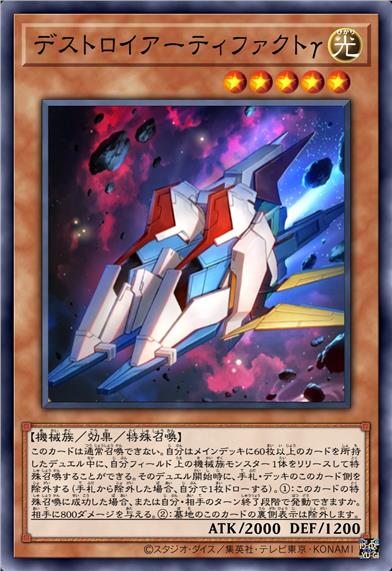 デストロイアーティファクトγ
ひかり
光
【機械族／効果／特殊召喚】
このカードは通常召喚できない。自分はメインデッキに60枚以上のカードを所持
したデュエル中に、自分フィールド上の機械族モンスター1体をリリースして特
殊召喚することができる。そのデュエル開始時に、手札・デッキのこのカード側を
除外する(手札から除外した場合、自分で1枚ドローする)。①：このカードの特
殊召喚に成功した場合、または自分・相手のターン終了段階で発動できますか。
相手に800ダメージを与える。②：墓地のこのカードの裏側表示は除外します。
ATK/2000 DEF/1200
©スタジオ・ダイス／集英社・テレビ東京・KONAMI